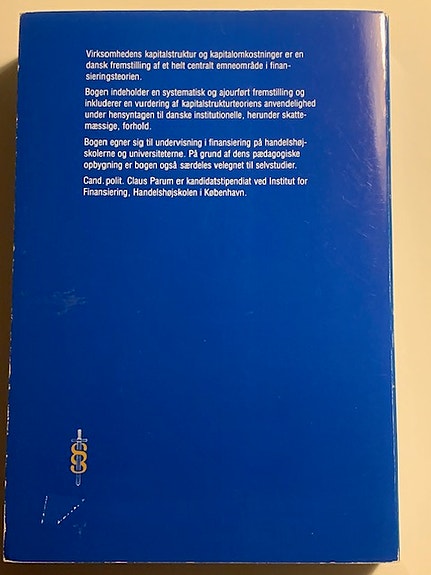 Virksomhedens kapitalstruktur og kapitalomkostninger er en
dansk fremstilling af et helt centralt emneområde i finan-
sieringsteorien.
Bogen indeholder en systematisk og ajourført fremstilling og
inkluderer en vurdering af kapitalstrukturteoriens anvendelighed
under hensyntagen til danske institutionelle, herunder skatte-
mæssige, forhold.
Bogen egner sig til undervisning i finansiering på handelshøj-
skolerne og universiteterne. På grund af dens pædagogiske
opbygning er bogen også særdeles velegnet til selvstudier.
Cand. polit. Claus Parum er kandidatstipendiat ved Institut for
Finansiering, Handelshøjskolen i København.
§